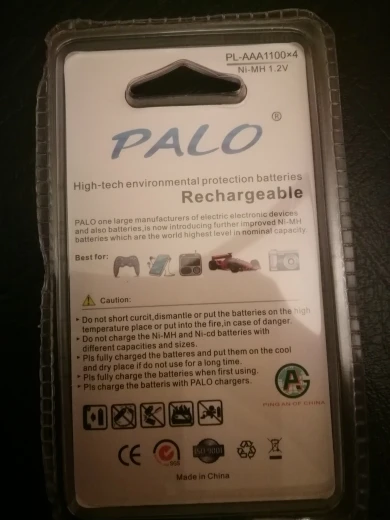 PL-AAA1100×4
Ni-MH 1.2V
PALO®
High-tech environmental protection batteries
Rechargeable
PALO one large manufacturers of electric electronic devices
and also batteries,is now introducing further improved Ni-MH
batteries which are the world highest level in nominal capacity.
Best for:
Caution:
• Do not short curcit,dismantle or put the batteries on the high
temperature place or put into the fire,in case of danger.
• Do not charge the Ni-MH and Ni-cd batteries with
different capacities and sizes.
• Pls fully charged the batteres and put them on the cool
and dry place if do not use for a long time.
• Pls fully charged the batteries when first using.
• Pls charge the batteris with PALO chargers.
CE
Made in China